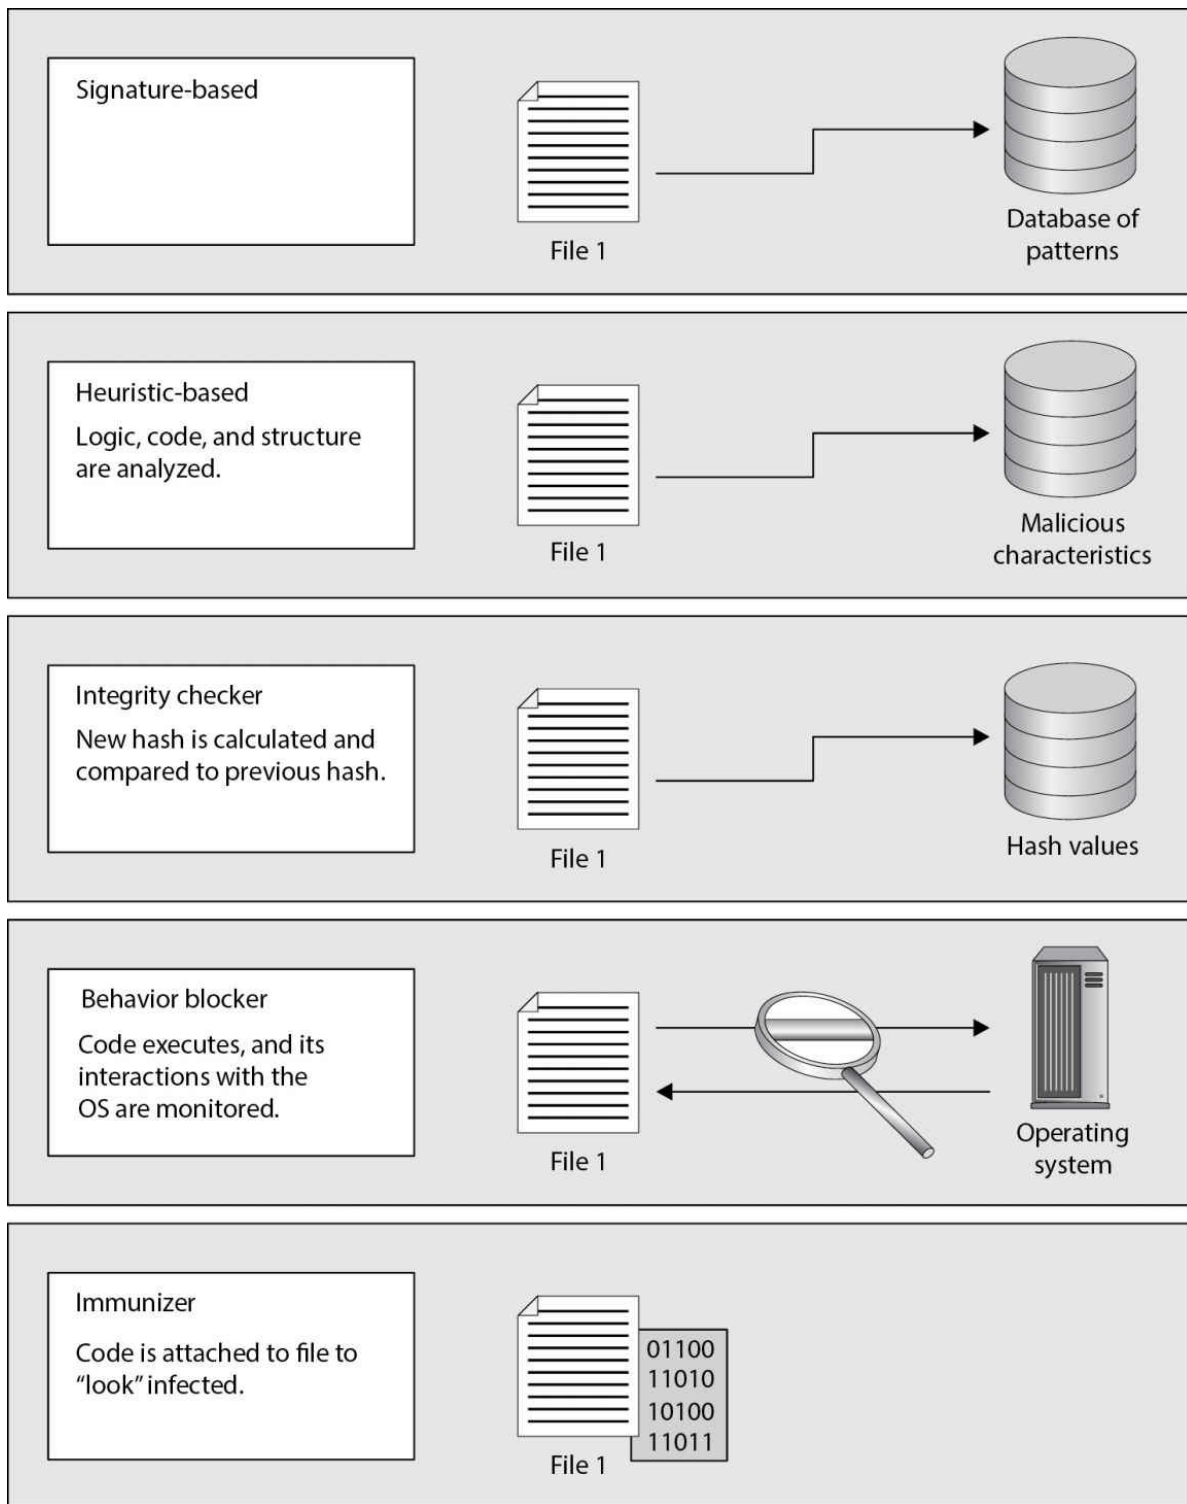 Signature-based
File 1
Database of
patterns
Heuristic-based
Logic, code, and structure
are analyzed.
File 1
Malicious
characteristics
Integrity checker
New hash is calculated and
compared to previous hash.
File 1
Hash values
Behavior blocker
Code executes, and its
interactions with the
OS are monitored.
File 1
Operating
system
Immunizer
Code is attached to file to
“look” infected.
File 1
01100
11010
10100
11011